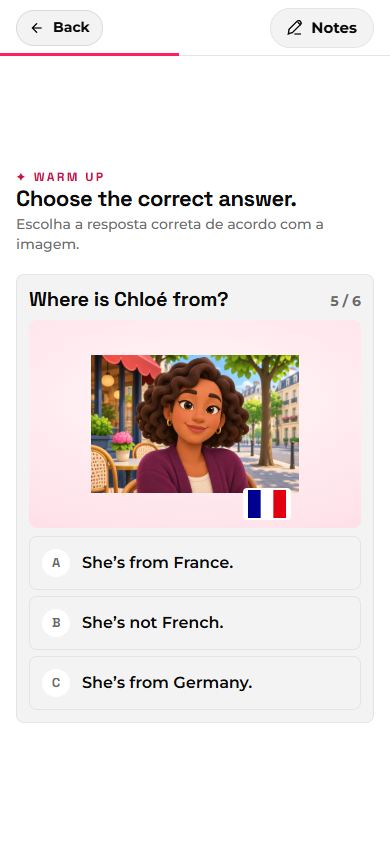 Back
Notes
WARM UP
Choose the correct answer.
Escolha a resposta correta de acordo com a
imagem.
Where is Chloé from?
5 / 6
A
She’s from France.
B
She’s not French.
C
She’s from Germany.